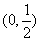 (0, 1/2)